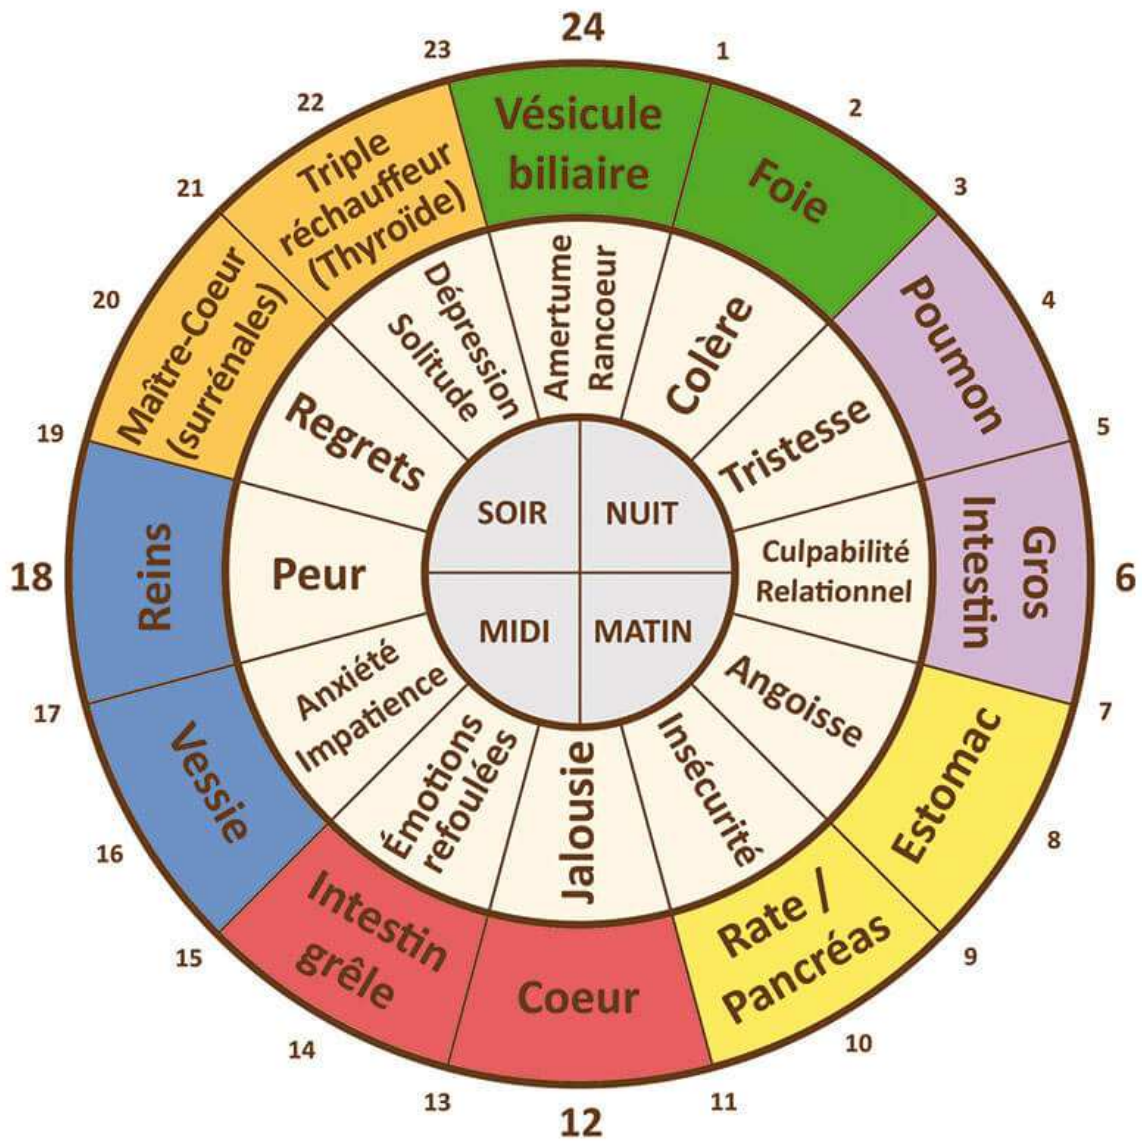 24
1
2
3
4
5
6
7
8
9
10
11
12
13
14
15
16
17
18
19
20
21
22
23
Vésicule
biliaire
Foie
Poumon
Gros
Intestin
Estomac
Rate /
Pancréas
Coeur
Intestin
grêle
Vessie
Reins
Maître-Coeur
(surrénales)
Triple
réchauffeur
(Thyroïde)
Amertume
Rancoeur
Colère
Tristesse
Culpabilité
Relationnel
Angoisse
Insécurité
Jalousie
Émotions
refoulées
Anxiété
Impatience
Peur
Regrets
Dépression
Solitude
SOIR
NUIT
MIDI
MATIN